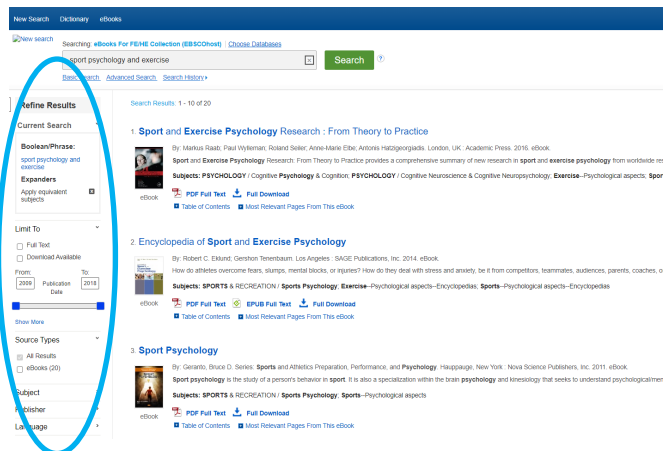 New Search Dictionary eBooks
New search
Searching: eBooks For FE/HE Collection (EBSCOhost) Choose Databases
sport psychology and exercise
Search
Basic Search Advanced Search Search History
Refine Results
Search Results: 1 - 10 of 20
Current Search
Boolean/Phrase:
sport psychology and
exercise
Expanders
Apply equivalent
subjects
Limit To
Full Text
Download Available
From: To:
2009 Publication Date 2018
Show More
Source Types
All Results
eBooks (20)
Subject
Publisher
Language
1. Sport and Exercise Psychology Research : From Theory to Practice
By: Markus Raab; Paul Wylleman; Roland Seiler; Anne-Marie Elbe; Antonis Hatzigeorgiadis. London, UK : Academic Press. 2016. eBook.
Sport and Exercise Psychology Research: From Theory to Practice provides a comprehensive summary of new research in sport and exercise psychology from worldwide res
Subjects: PSYCHOLOGY / Cognitive Psychology & Cognition; PSYCHOLOGY / Cognitive Neuroscience & Cognitive Neuropsychology; Exercise--Psychological aspects; Spor
eBook
PDF Full Text Full Download
Table of Contents Most Relevant Pages From This eBook
2. Encyclopedia of Sport and Exercise Psychology
By: Robert C. Eklund; Gershon Tenenbaum. Los Angeles : SAGE Publications, Inc. 2014. eBook.
How do athletes overcome fears, slumps, mental blocks, or injuries? How do they deal with stress and anxiety, be it from competitors, teammates, audiences, parents, coaches, o
Subjects: SPORTS & RECREATION / Sports Psychology; Exercise--Psychological aspects--Encyclopedias; Sports--Psychological aspects--Encyclopedias
eBook
PDF Full Text EPUB Full Text Full Download
Table of Contents Most Relevant Pages From This eBook
3. Sport Psychology
By: Geranto, Bruce D. Series: Sports and Athletics Preparation, Performance, and Psychology. Hauppauge, New York : Nova Science Publishers, Inc. 2011. eBook.
Sport psychology is the study of a person's behavior in sport. It is also a specialization within the brain psychology and kinesiology that seeks to understand psychological/men
Subjects: SPORTS & RECREATION / Sports Psychology; Sports--Psychological aspects
eBook
PDF Full Text Full Download
Table of Contents Most Relevant Pages From This eBook